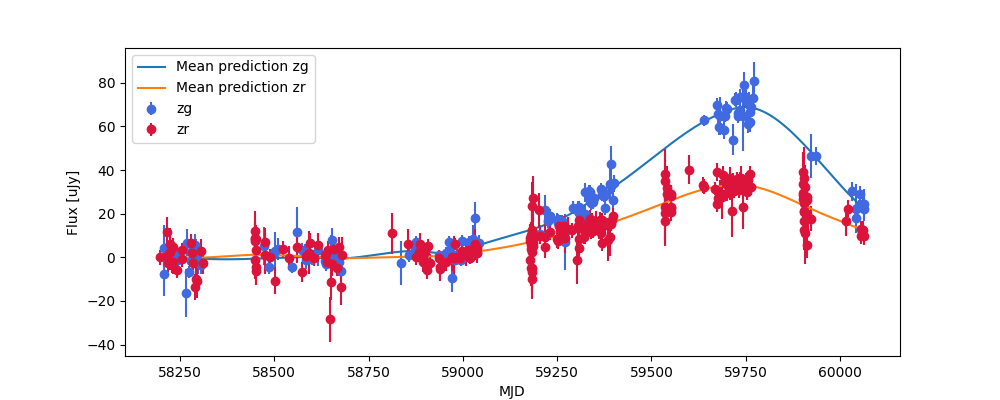 Mean prediction zg
Mean prediction zr
zg
zr
80
60
40
20
0
−20
−40
Flux [uJy]
58250
58500
58750
59000
59250
59500
59750
60000
MJD